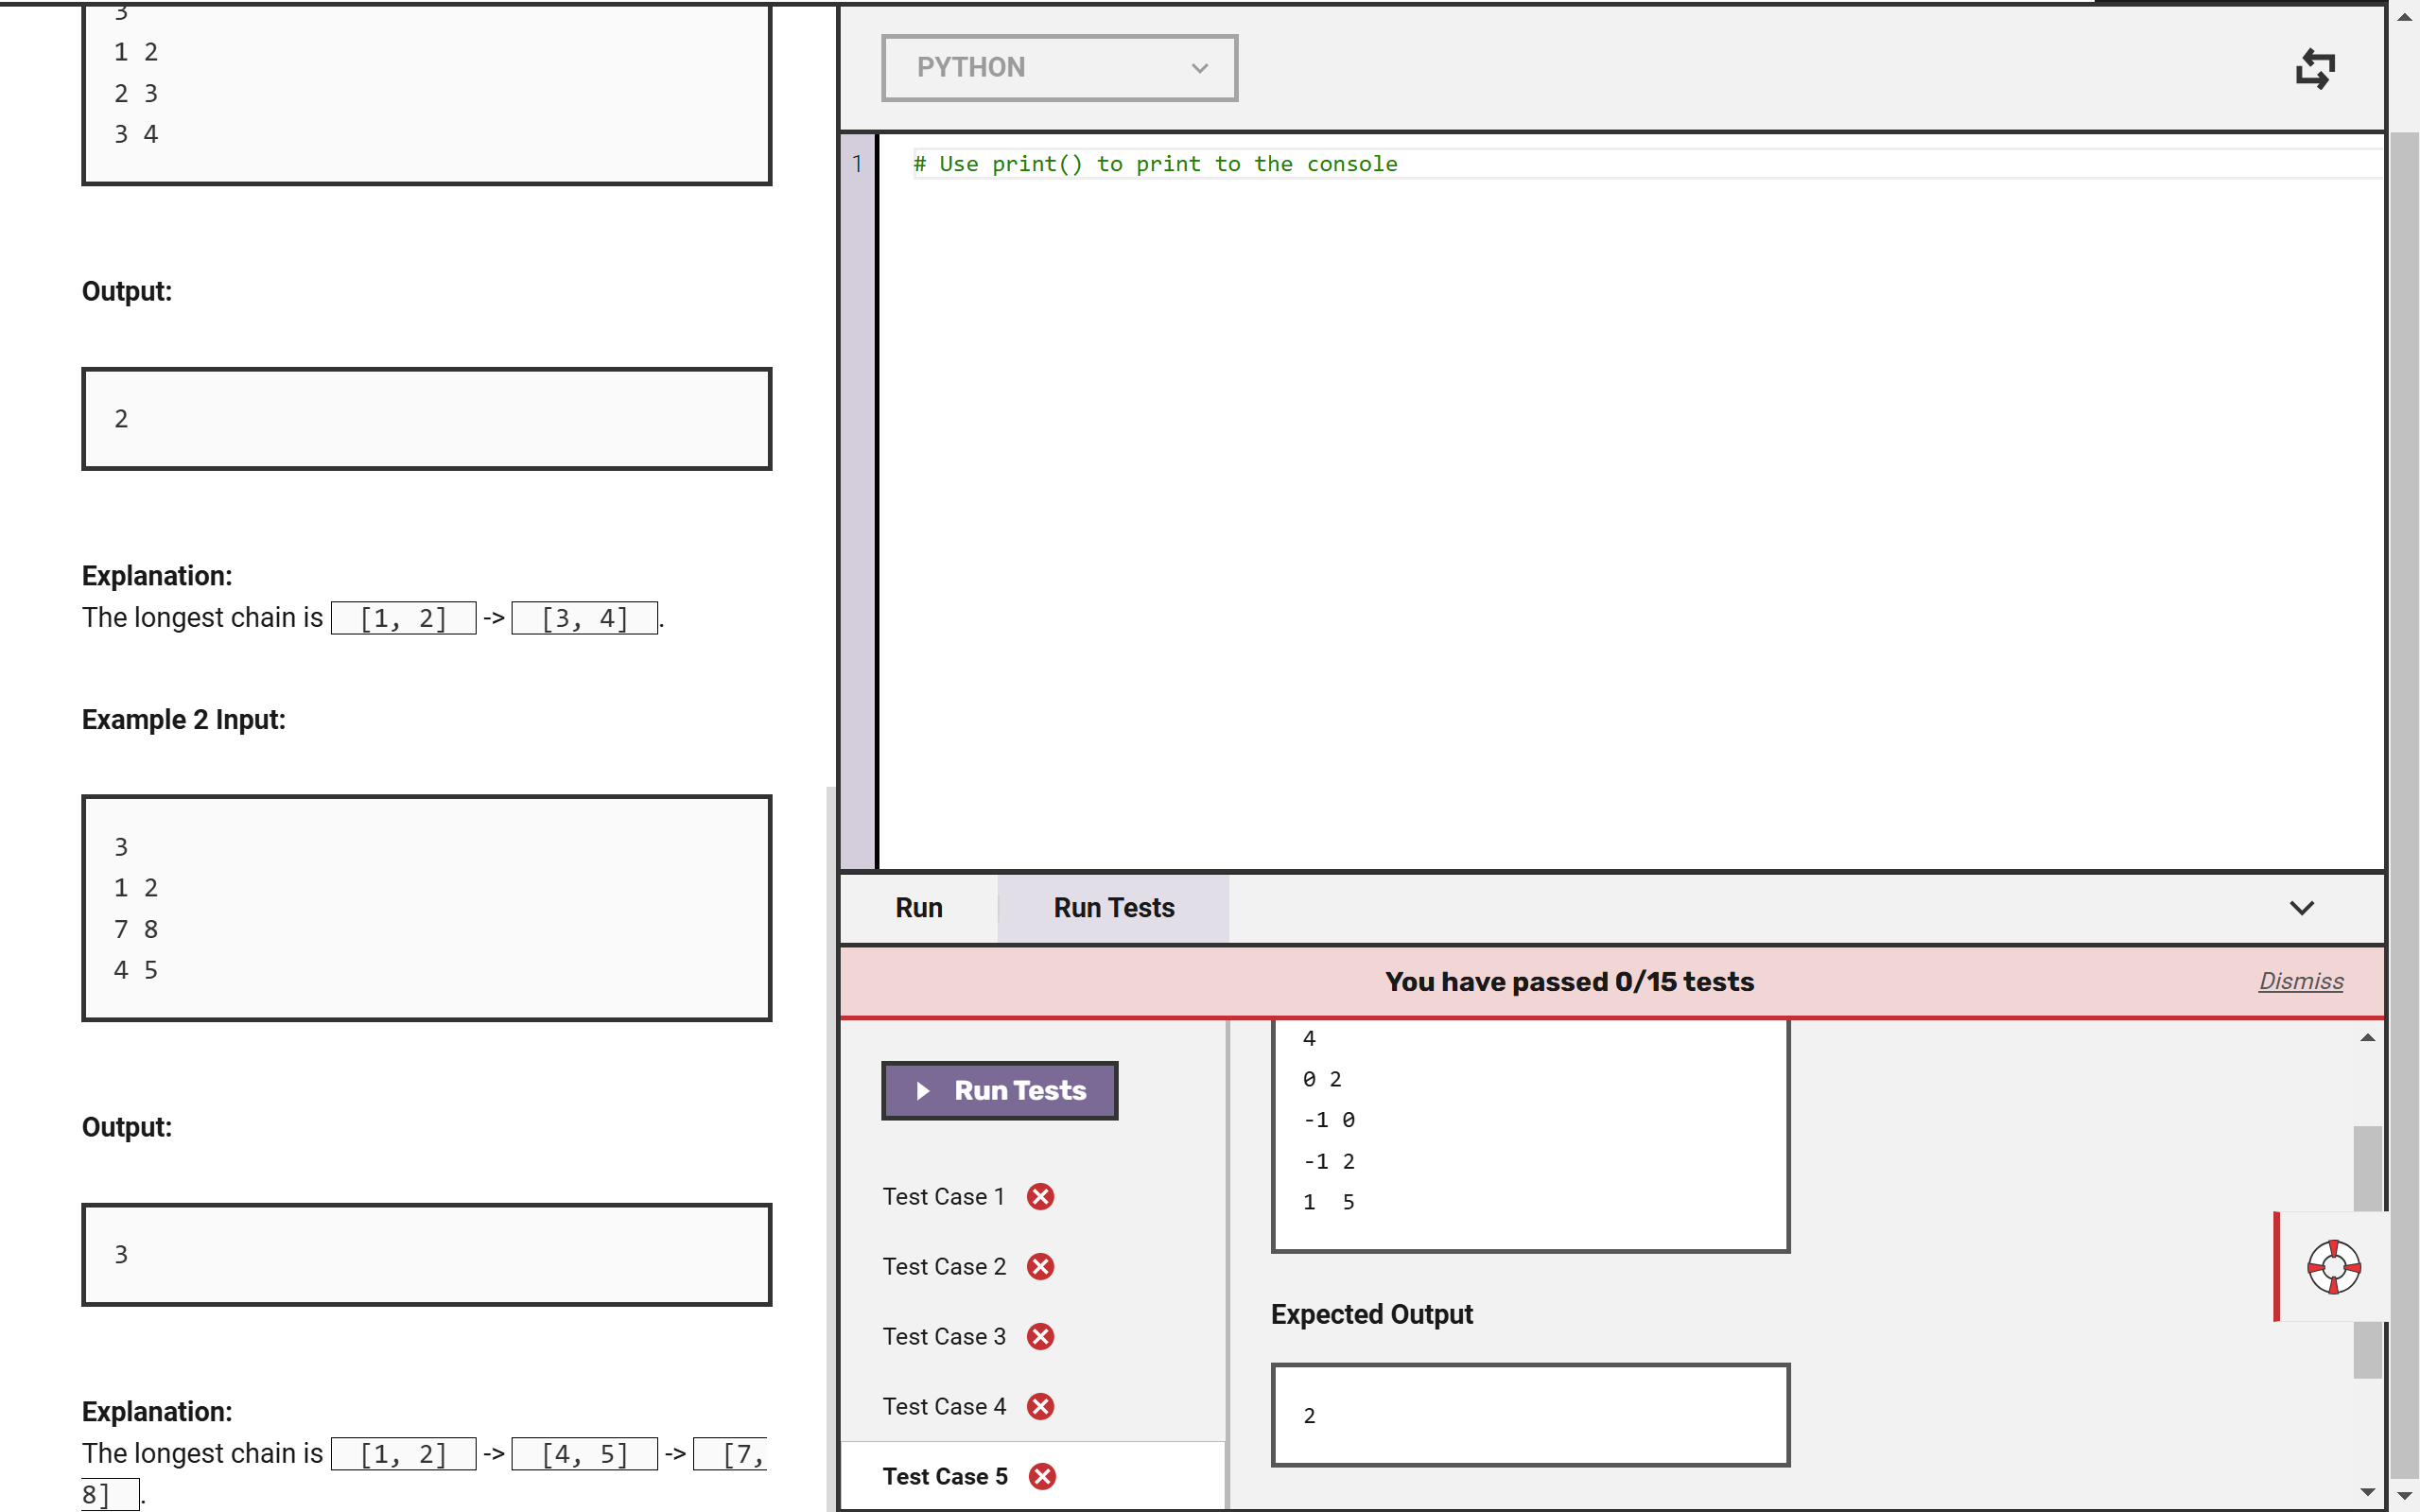 3
1 2
2 3
3 4
Output:
2
Explanation:
The longest chain is [1, 2] -> [3, 4].
Example 2 Input:
3
1 2
7 8
4 5
Output:
3
Explanation:
The longest chain is [1, 2] -> [4, 5] -> [7,
8].
PYTHON
1 # Use print() to print to the console
Run Run Tests
You have passed 0/15 tests Dismiss
Run Tests
Test Case 1
Test Case 2
Test Case 3
Test Case 4
Test Case 5
4
0 2
-1 0
-1 2
1  5
Expected Output
2